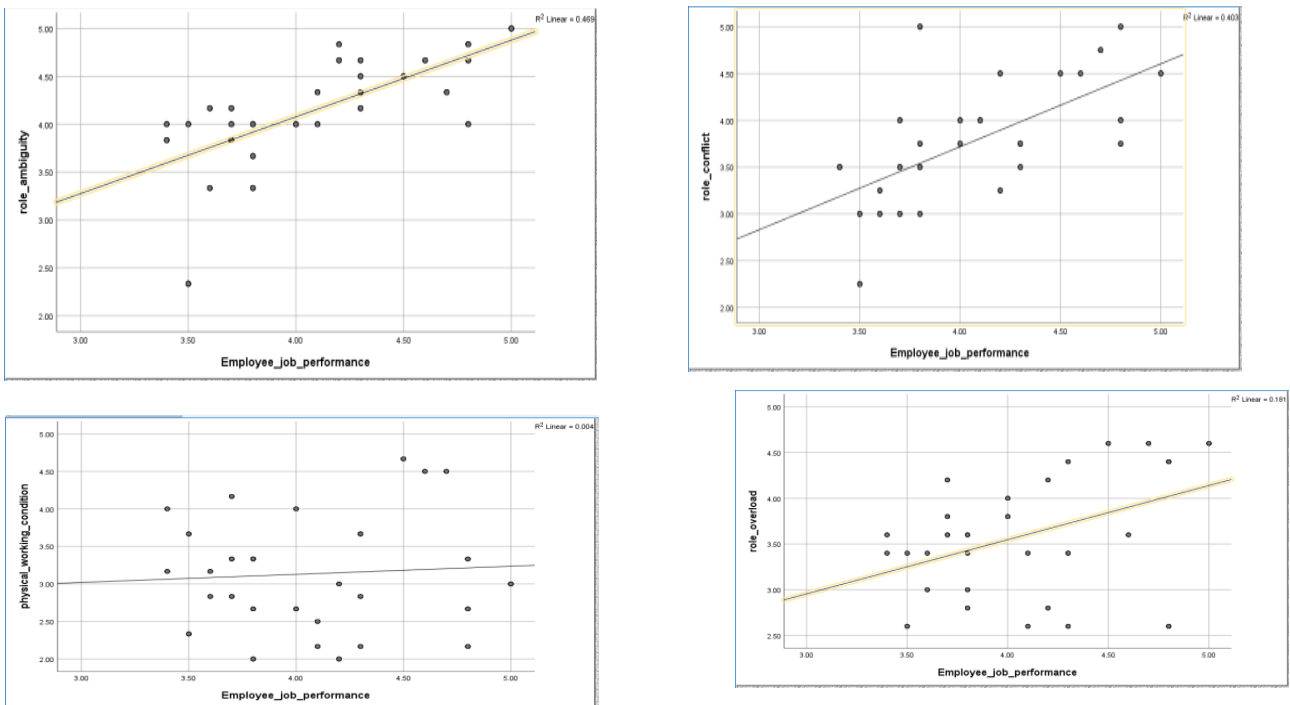 R² Linear = 0.469
5.00
4.50
4.00
3.50
3.00
2.50
2.00
role_ambiguity
3.00 3.50 4.00 4.50 5.00
Employee_job_performance
R² Linear = 0.403
5.00
4.50
4.00
3.50
3.00
2.50
2.00
role_conflict
3.00 3.50 4.00 4.50 5.00
Employee_job_performance
R² Linear = 0.004
5.00
4.50
4.00
3.50
3.00
2.50
2.00
physical_working_condition
3.00 3.50 4.00 4.50 5.00
Employee_job_performance
R² Linear = 0.181
5.00
4.50
4.00
3.50
3.00
2.50
role_overload
3.00 3.50 4.00 4.50 5.00
Employee_job_performance